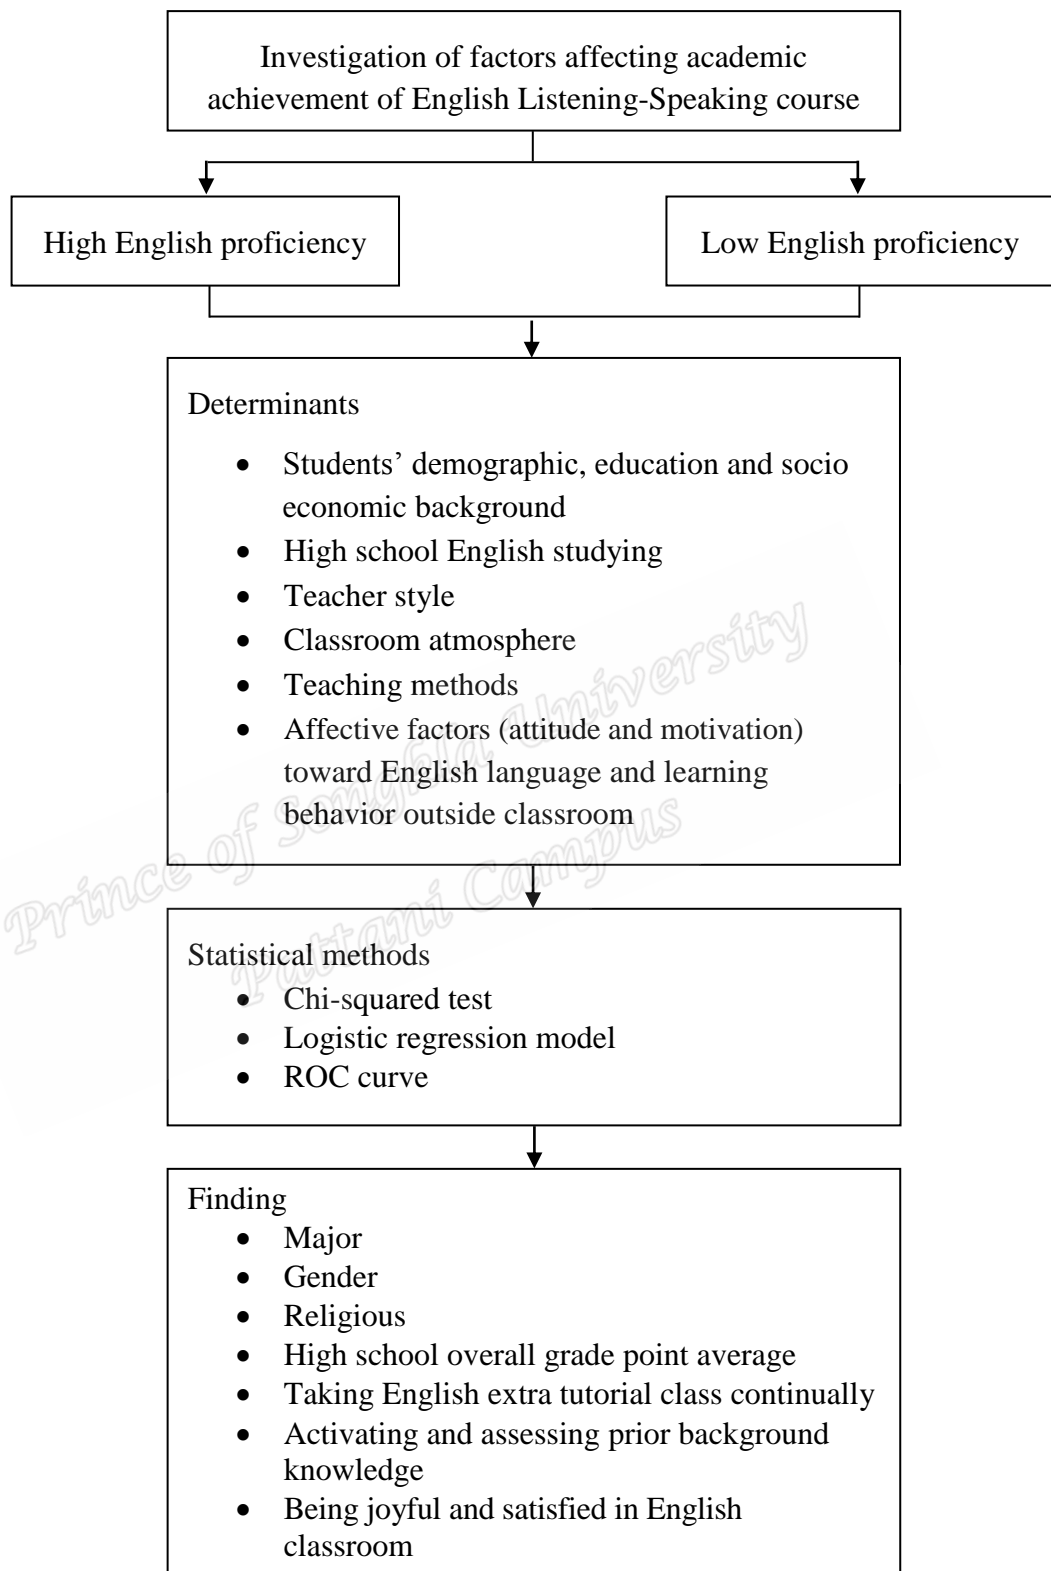 Investigation of factors affecting academic
achievement of English Listening-Speaking course
High English proficiency
Low English proficiency
Determinants
• Students’ demographic, education and socio
economic background
• High school English studying
• Teacher style
• Classroom atmosphere
• Teaching methods
• Affective factors (attitude and motivation)
toward English language and learning
behavior outside classroom
Prince of Songkla University
Pattani Campus
Statistical methods
• Chi-squared test
• Logistic regression model
• ROC curve
Finding
• Major
• Gender
• Religious
• High school overall grade point average
• Taking English extra tutorial class continually
• Activating and assessing prior background
knowledge
• Being joyful and satisfied in English
classroom